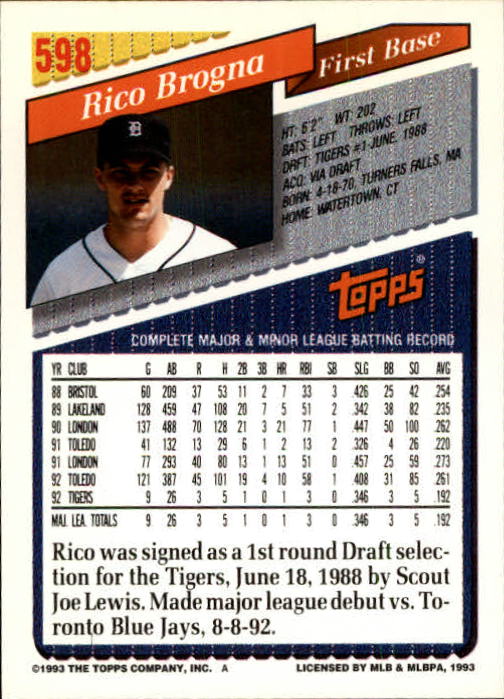 598
Rico Brogna
First Base
HT: 6'2" WT: 202
BATS: LEFT THROWS: LEFT
DRFT: TIGERS #1-JUNE, 1988
ACQ: VIA DRAFT
BORN: 4-18-70, TURNERS FALLS, MA
HOME: WATERTOWN, CT
D
TOPPS®
COMPLETE MAJOR & MINOR LEAGUE BATTING RECORD
YR CLUB G AB R H 2B 3B HR RBI SB SLG BB SO AVG
88 BRISTOL 60 209 37 53 11 2 7 33 3 .426 25 42 .254
89 LAKELAND 128 459 47 108 20 7 5 51 2 .342 38 82 .235
90 LONDON 137 488 70 128 21 3 21 77 1 .447 50 100 .262
91 TOLEDO 41 132 13 29 6 1 2 13 2 .326 4 26 .220
91 LONDON 77 293 40 80 13 1 13 51 0 .457 25 59 .273
92 TOLEDO 121 387 45 101 19 4 10 58 1 .408 31 85 .261
92 TIGERS 9 26 3 5 1 0 1 3 0 .346 3 5 .192
MAJ. LEA. TOTALS 9 26 3 5 1 0 1 3 0 .346 3 5 .192
Rico was signed as a 1st round Draft selec-
tion for the Tigers, June 18, 1988 by Scout
Joe Lewis. Made major league debut vs. To-
ronto Blue Jays, 8-8-92.
©1993 THE TOPPS COMPANY, INC. A LICENSED BY MLB & MLBPA, 1993